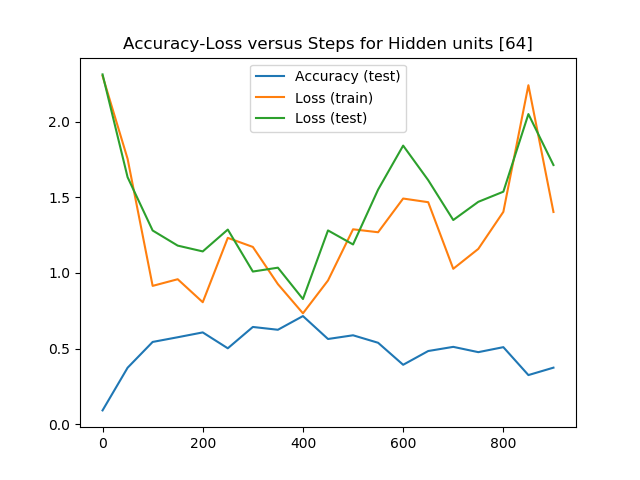 Accuracy-Loss versus Steps for Hidden units [64]
Accuracy (test)
Loss (train)
Loss (test)
2.0
1.5
1.0
0.5
0.0
0 200 400 600 800